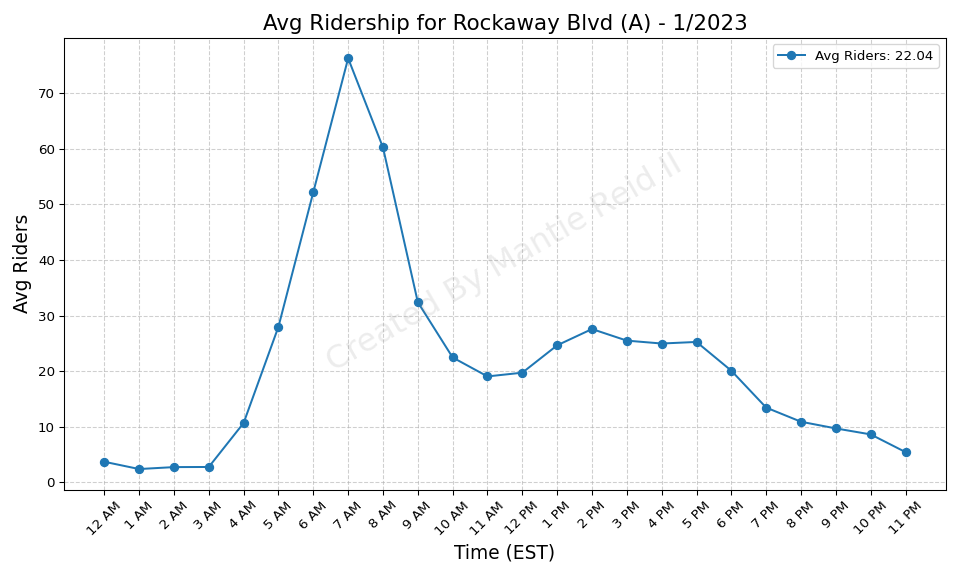 Avg Ridership for Rockaway Blvd (A) - 1/2023
Avg Riders: 22.04
Avg Riders
70
60
50
40
30
20
10
0
Created By Mantle Reid II
12 AM 1 AM 2 AM 3 AM 4 AM 5 AM 6 AM 7 AM 8 AM 9 AM 10 AM 11 AM 12 PM 1 PM 2 PM 3 PM 4 PM 5 PM 6 PM 7 PM 8 PM 9 PM 10 PM 11 PM
Time (EST)